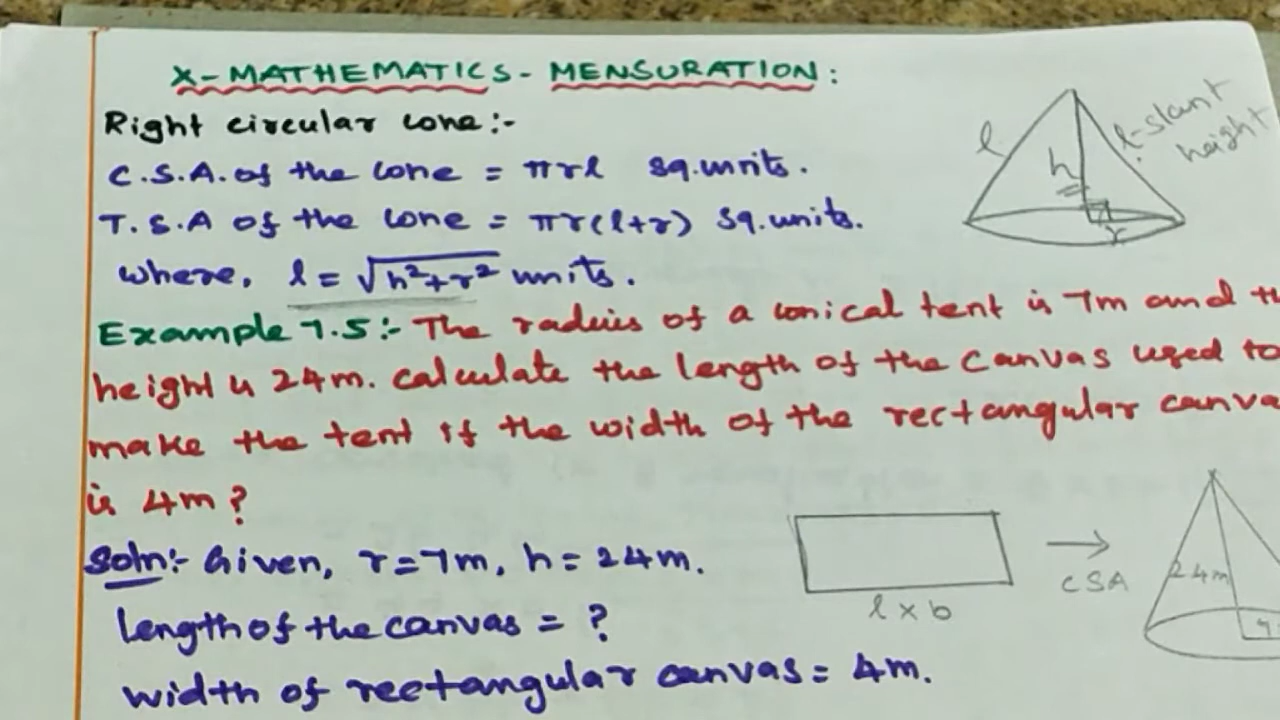 X-MATHEMATICS-MENSURATION:
Right circular cone:-
C.S.A. of the cone = πrl sq.units.
T.S.A of the cone = πr(l+r) sq.units.
where, l = √h²+r² units.
l
h
r
l-slant
height
Example 7.5:- The radius of a conical tent is 7m and
height is 24m. calculate the length of the canvas used to
make the tent if the width of the rectangular
is 4m?
Soln:- Given, r=7m, h=24m.
length of the canvas = ?
width of rectangular canvas = 4m.
l x b
→
CSA
24m